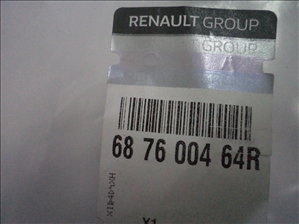 RENAULT GROUP
GROUP
68 76 004 64R
X1